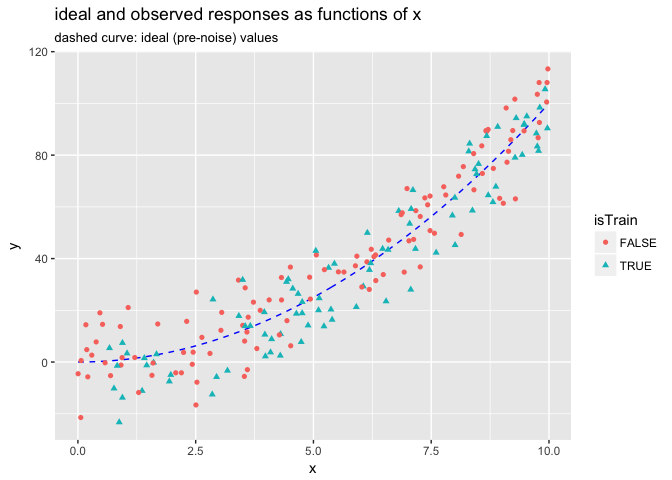 ideal and observed responses as functions of x
dashed curve: ideal (pre-noise) values
120
80
40
0
y
0.0 2.5 5.0 7.5 10.0
x
isTrain
FALSE
TRUE